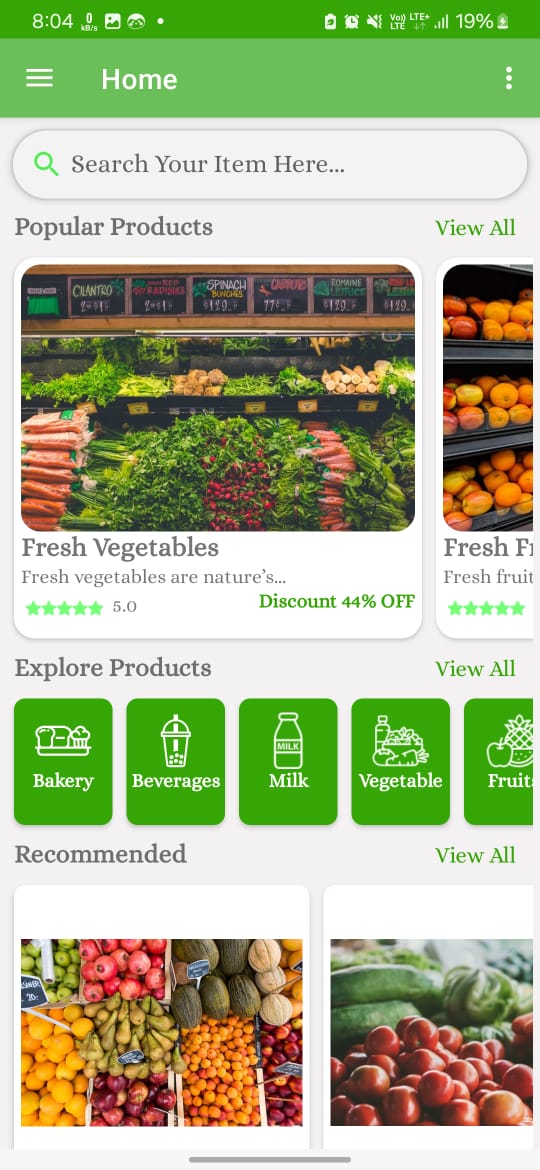 8:04 0 kB/s Vo)) LTE LTE+ 19%
Home
Search Your Item Here...
Popular Products View All
CILANTRO RED RADISHES SPINACH BUNCHES CARROTS ROMAINE LETTUCE
Fresh Vegetables
Fresh Fr
Fresh vegetables are nature's...
Fresh fruit
5.0 Discount 44% OFF
Explore Products View All
Bakery Beverages MILK Milk Vegetable Fruits
Recommended View All
20.-